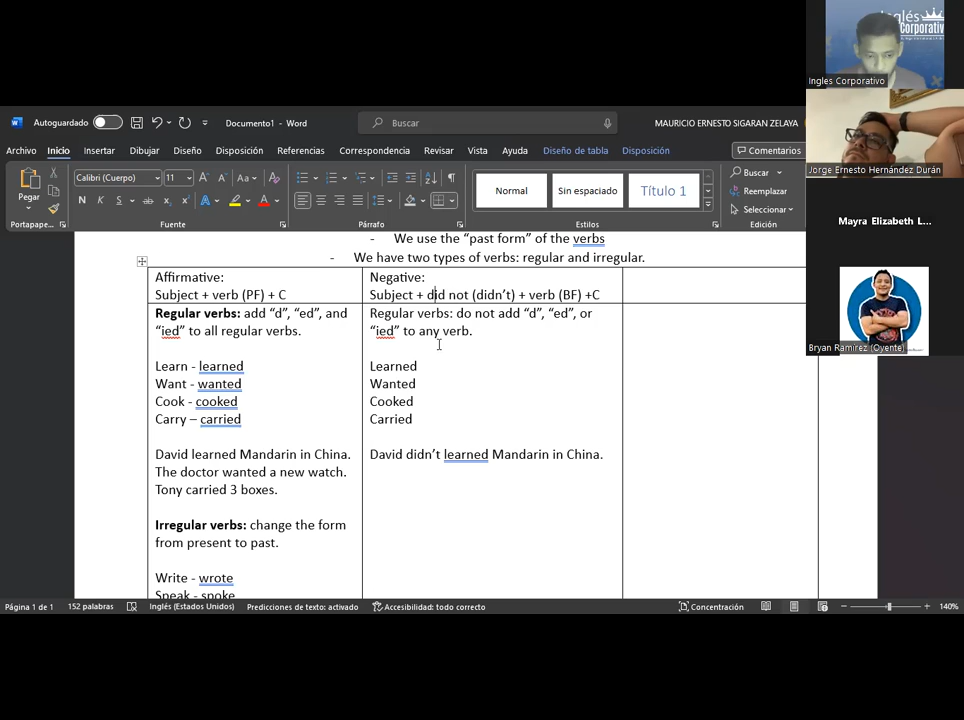 Inglés
Corporativo
Ingles Corporativo
Jorge Ernesto Hernández Durán
Mayra Elizabeth L...
Bryan Ramirez (Oyente)
Autoguardado
Documento1 - Word
Buscar
MAURICIO ERNESTO SIGARAN ZELAYA
Archivo Inicio Insertar Dibujar Diseño Disposición Referencias Correspondencia Revisar Vista Ayuda Diseño de tabla Disposición Comentarios
Pegar
Calibri (Cuerpo) 11
N K S ab x₂ x²
Normal
Sin espaciado
Título 1
Buscar
Reemplazar
Seleccionar
Portapape...
Fuente
Párrafo
Estilos
- We use the “past form” of the verbs
- We have two types of verbs: regular and irregular.
Affirmative:
Subject + verb (PF) + C
Regular verbs: add “d”, “ed”, and
“ied” to all regular verbs.
Learn - learned
Want - wanted
Cook - cooked
Carry – carried
David learned Mandarin in China.
The doctor wanted a new watch.
Tony carried 3 boxes.
Irregular verbs: change the form
from present to past.
Write - wrote
Speak - spoke
Negative:
Subject + did not (didn’t) + verb (BF) +C
Regular verbs: do not add “d”, “ed”, or
“ied” to any verb.
Learned
Wanted
Cooked
Carried
David didn’t learned Mandarin in China.
Página 1 de 1 152 palabras Inglés (Estados Unidos) Predicciones de texto: activado Accesibilidad: todo correcto Concentración 140%